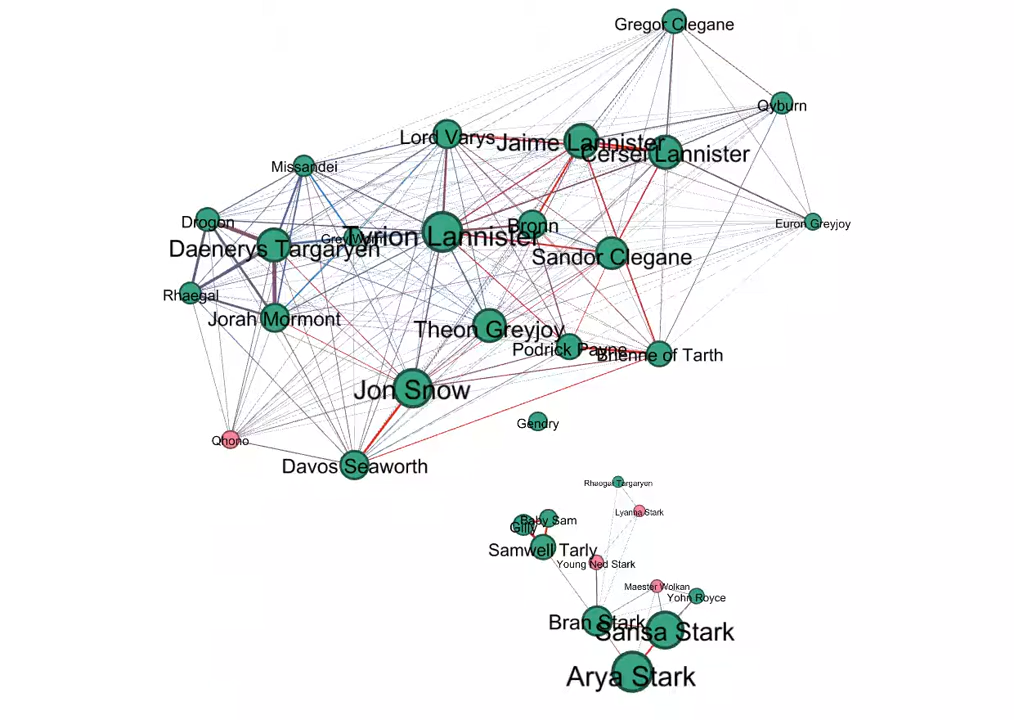 Gregor Clegane
Qyburn
Lord Varys
Jaime Lannister
Cersei Lannister
Missandei
Drogon
Daenerys Targaryen
Grey Worm
Tyrion Lannister
Bronn
Euron Greyjoy
Sandor Clegane
Rhaegal
Jorah Mormont
Theon Greyjoy
Podrick Payne
Brienne of Tarth
Jon Snow
Gendry
Qhono
Davos Seaworth
Rhaegar Targaryen
Lyanna Stark
Baby Sam
Gilly
Samwell Tarly
Young Ned Stark
Maester Wolkan
Yohn Royce
Bran Stark
Sansa Stark
Arya Stark